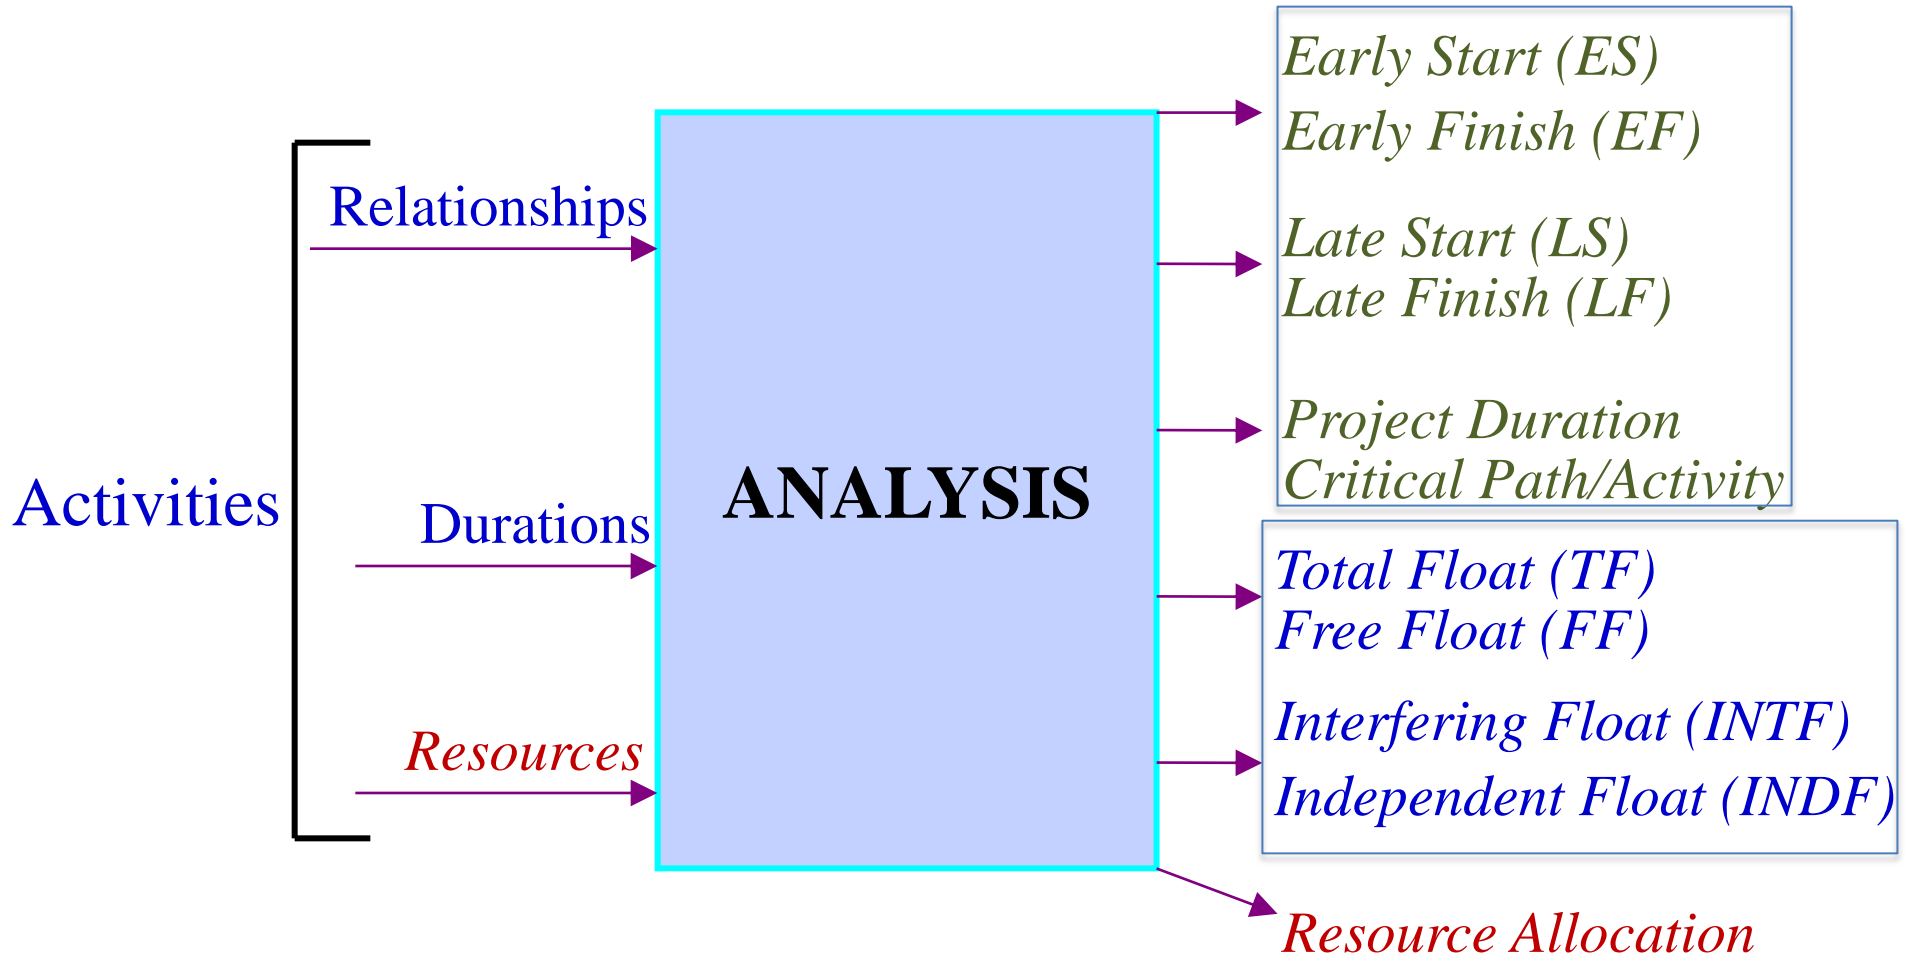 Activities
Relationships
Durations
Resources
ANALYSIS
Early Start (ES)
Early Finish (EF)
Late Start (LS)
Late Finish (LF)
Project Duration
Critical Path/Activity
Total Float (TF)
Free Float (FF)
Interfering Float (INTF)
Independent Float (INDF)
Resource Allocation